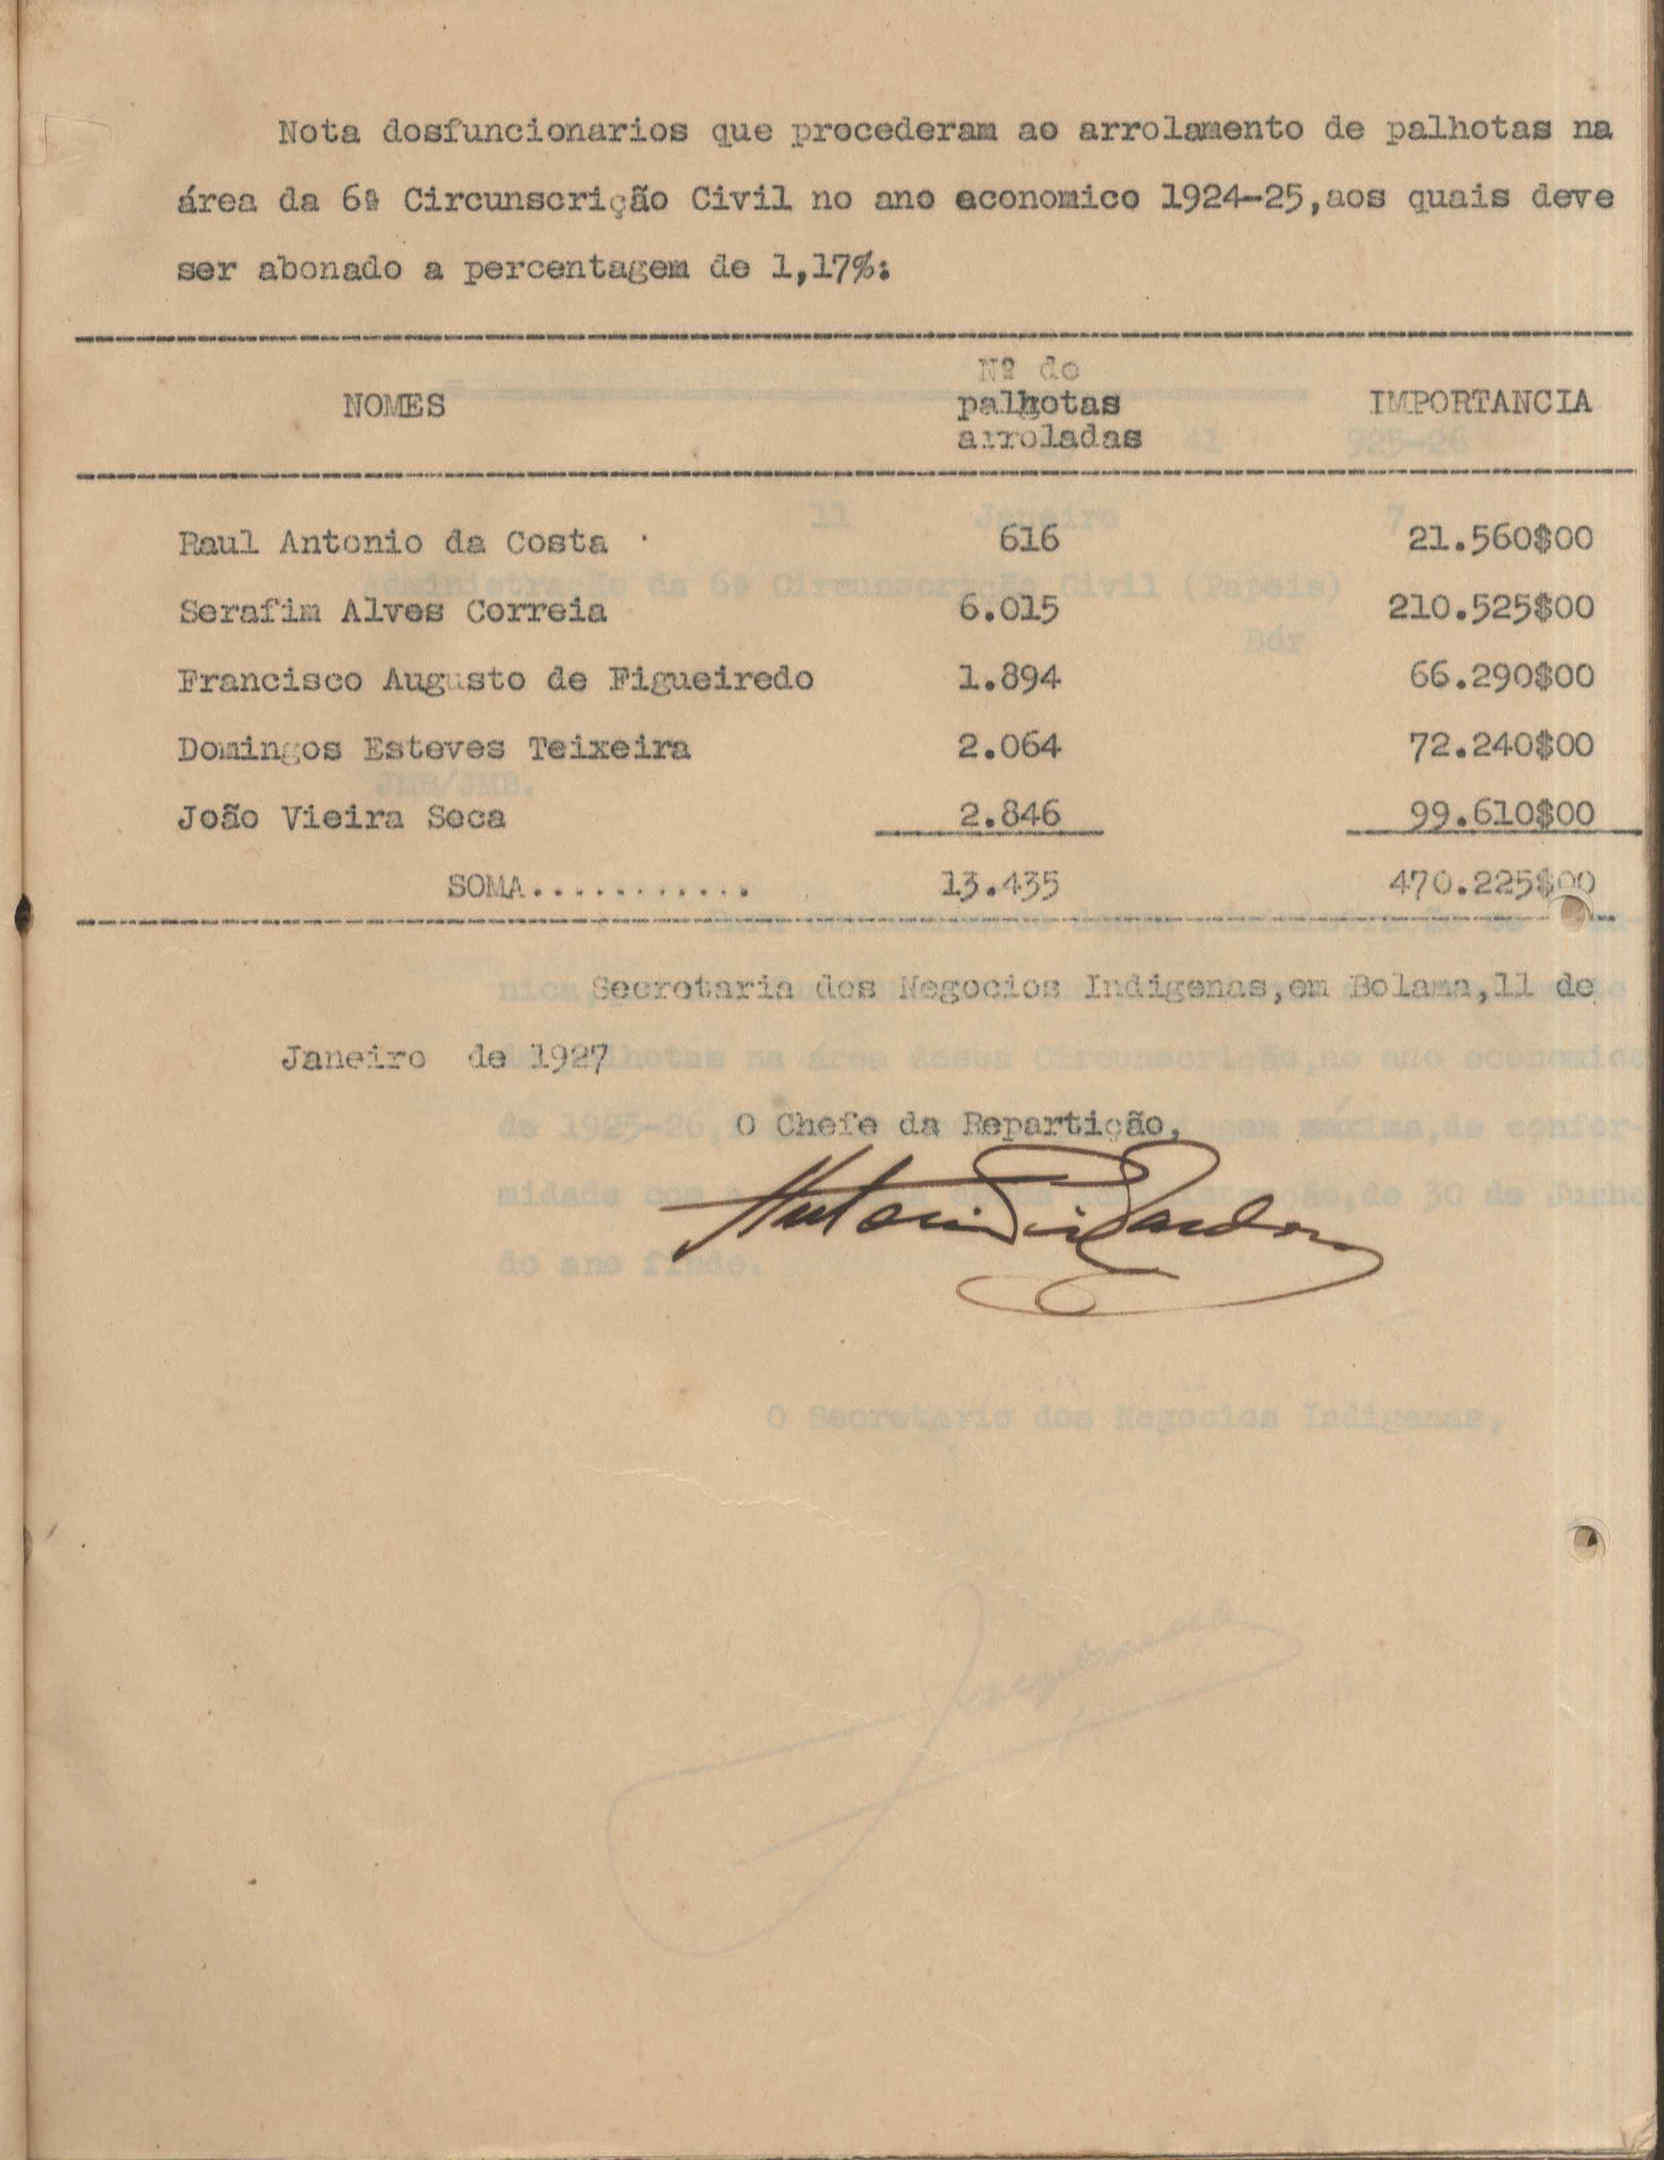 Nota dosfuncionarios que procederam ao arrolamento de palhotas na
área da 6ª Circunscrição Civil no ano economico 1924-25,aos quais deve
ser abonado a percentagem de 1,17%:
NOMES Nº de palhotas arroladas IMPORTANCIA
Raul Antonio da Costa 616 21.560$00
Serafim Alves Correia 6.015 210.525$00
Francisco Augusto de Figueiredo 1.894 66.290$00
Domingos Esteves Teixeira 2.064 72.240$00
João Vieira Seca 2.846 99.610$00
SOMA........... 13.435 470.225$00
Secretaria dos Negocios Indigenas,em Bolama,11 de
Janeiro de 1927
O Chefe da Repartição,